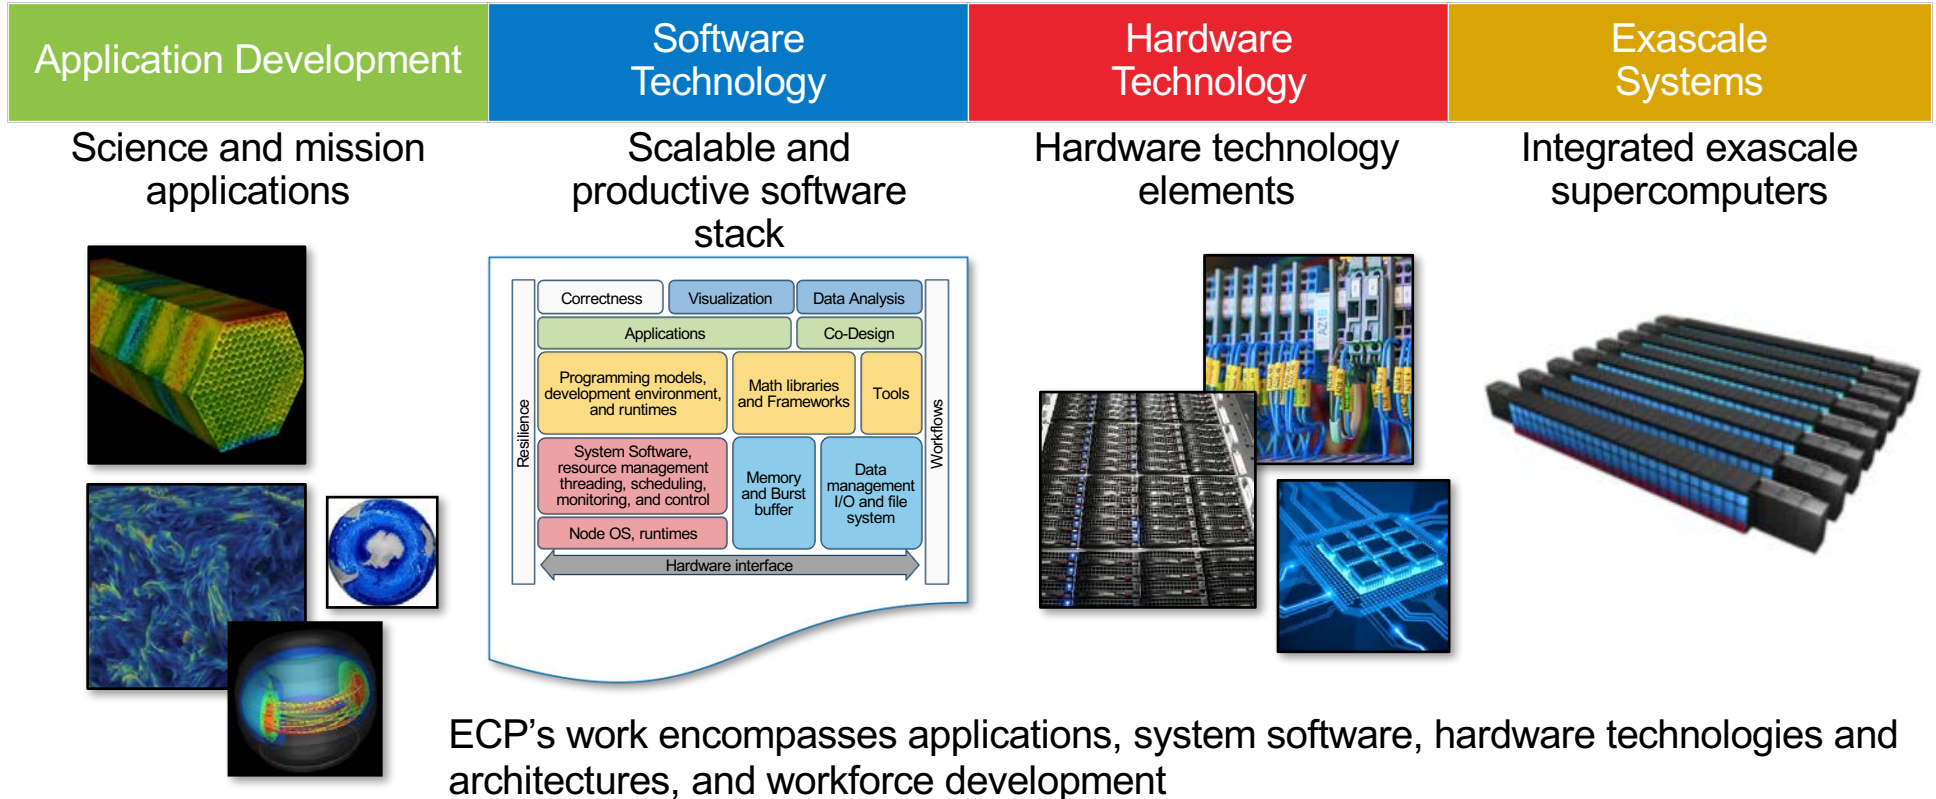 Application Development
Software
Technology
Hardware
Technology
Exascale
Systems
Science and mission
applications
Scalable and
productive software
stack
Hardware technology
elements
Integrated exascale
supercomputers
Resilience
Correctness
Visualization
Data Analysis
Applications
Co-Design
Programming models,
development environment,
and runtimes
Math libraries
and Frameworks
Tools
System Software,
resource management
threading, scheduling,
monitoring, and control
Memory
and Burst
buffer
Data
management
I/O and file
system
Node OS, runtimes
Hardware interface
Workflows
AZ1B
ECP’s work encompasses applications, system software, hardware technologies and
architectures, and workforce development